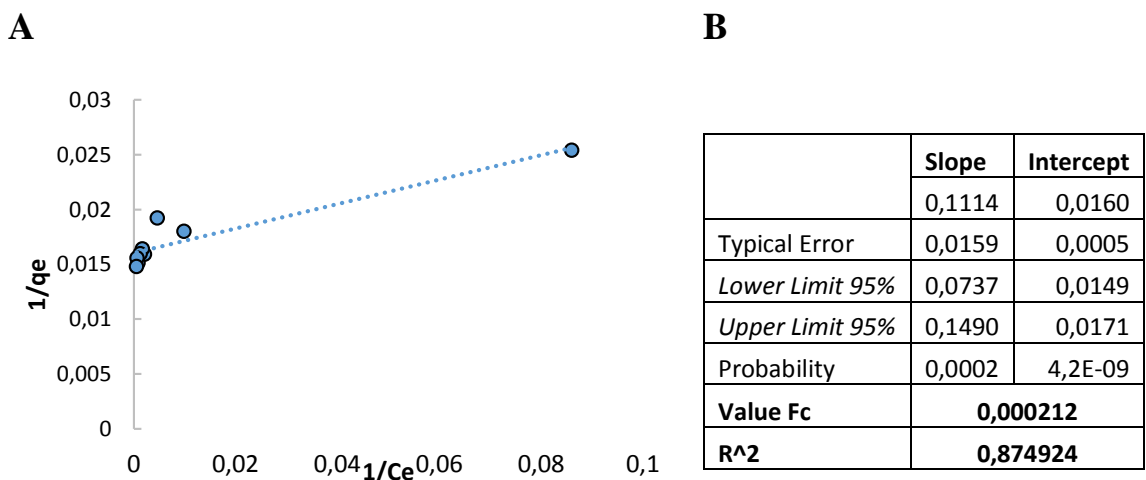 A
B
0,03
0,025
0,02
0,015
0,01
0,005
0
1/qe
0 0,02 0,04 0,06 0,08 0,1
1/Ce
Slope Intercept
0,1114 0,0160
Typical Error 0,0159 0,0005
Lower Limit 95% 0,0737 0,0149
Upper Limit 95% 0,1490 0,0171
Probability 0,0002 4,2E-09
Value Fc 0,000212
R^2 0,874924